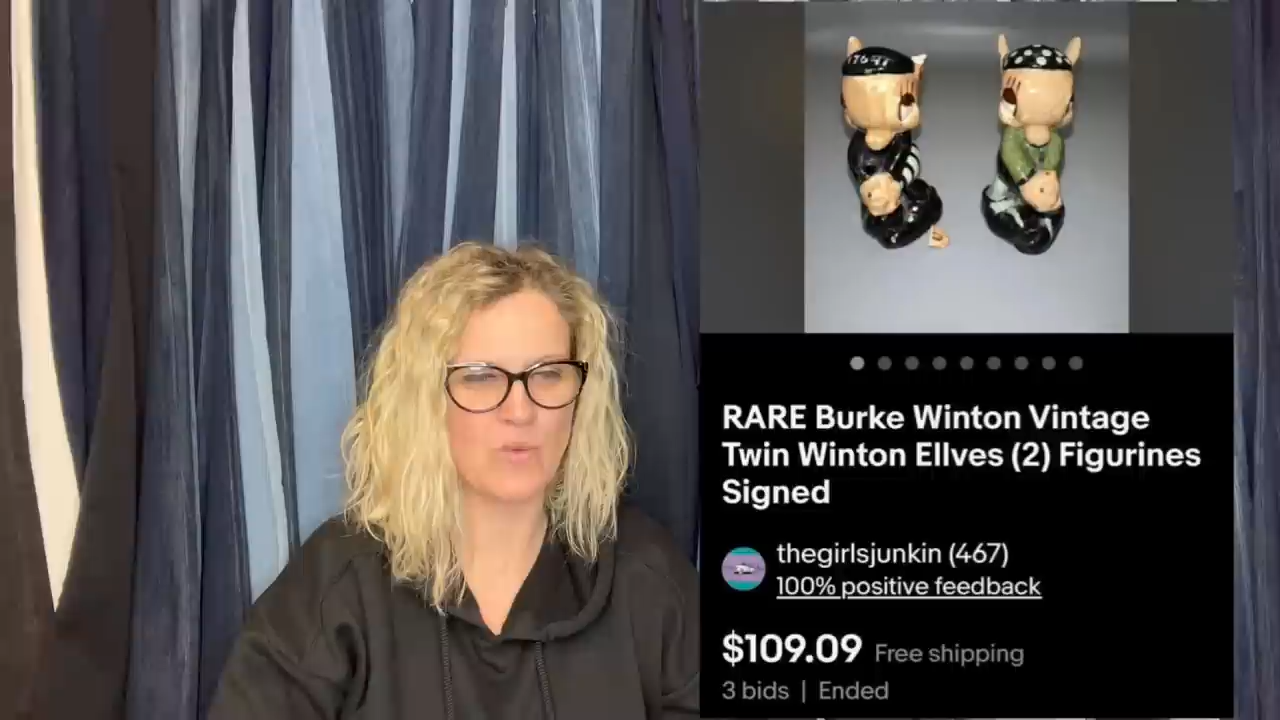 RARE Burke Winton Vintage
Twin Winton Ellves (2) Figurines
Signed
thegirlsjunkin (467)
100% positive feedback
$109.09 Free shipping
3 bids | Ended